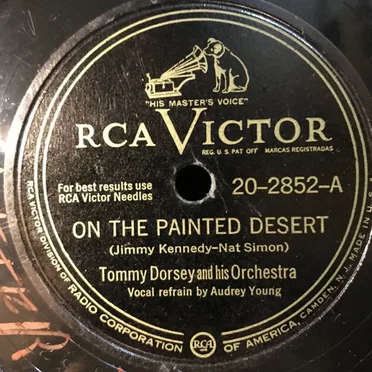 "HIS MASTER'S VOICE"
RCA VICTOR
REG. U. S. PAT. OFF. MARCAS REGISTRADAS
For best results use
RCA Victor Needles
20-2852-A
ON THE PAINTED DESERT
(Jimmy Kennedy-Nat Simon)
Tommy Dorsey and his Orchestra
Vocal refrain by Audrey Young
RCA VICTOR DIVISION OF RADIO CORPORATION OF AMERICA, CAMDEN, N. J. MADE IN U.S.A.
RCA